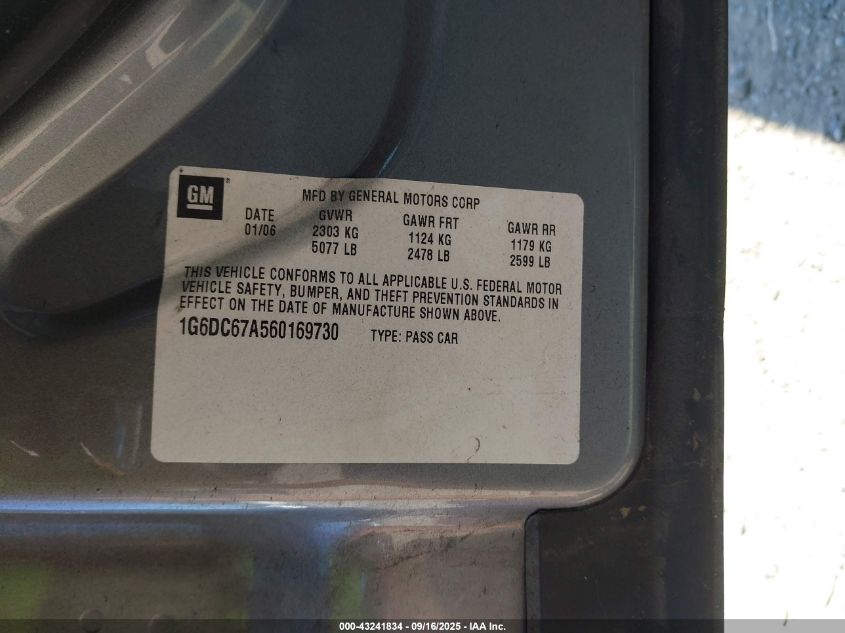 GM
MFD BY GENERAL MOTORS CORP
DATE GVWR GAWR FRT GAWR RR
01/06 2303 KG 1124 KG 1179 KG
5077 LB 2478 LB 2599 LB
THIS VEHICLE CONFORMS TO ALL APPLICABLE U.S. FEDERAL MOTOR
VEHICLE SAFETY, BUMPER, AND THEFT PREVENTION STANDARDS IN
EFFECT ON THE DATE OF MANUFACTURE SHOWN ABOVE.
1G6DC67A560169730 TYPE: PASS CAR
000-43241834 - 09/16/2025 - IAA Inc.